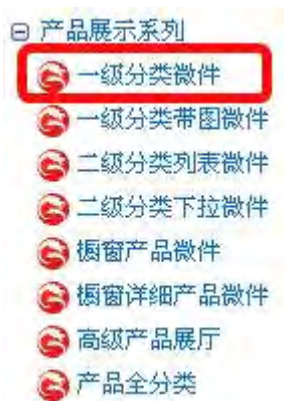 产品展示系列
一级分类微件
一级分类带图微件
二级分类列表微件
二级分类下拉微件
橱窗产品微件
橱窗详细产品微件
高级产品展厅
产品全分类